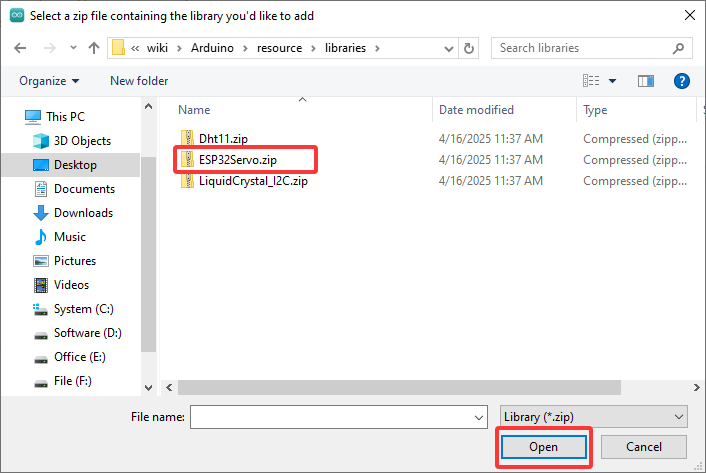 Select a zip file containing the library you'd like to add
« wiki › Arduino › resource › libraries ›
Search libraries
Organize
New folder
?
This PC
3D Objects
Desktop
Documents
Downloads
Music
Pictures
Videos
System (C:)
Software (D:)
Office (E:)
File (F:)
Name Date modified Type
Dht11.zip 4/16/2025 11:37 AM Compressed (zipp...
ESP32Servo.zip 4/16/2025 11:37 AM Compressed (zipp...
LiquidCrystal_I2C.zip 4/16/2025 11:37 AM Compressed (zipp...
File name:
Library (*.zip)
Open
Cancel